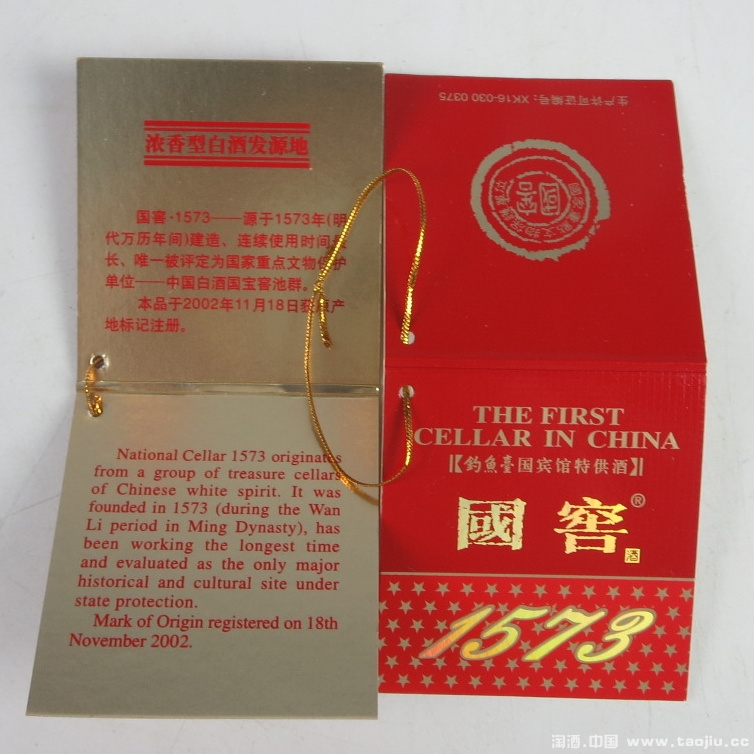 浓香型白酒发源地
国窖·1573——源于1573年(明
代万历年间)建造、连续使用时间
长、唯一被评定为国家重点文物保护
单位——中国白酒国宝窖池群。
本品于2002年11月18日获 产
地标记注册。
National Cellar 1573 originates
from a group of treasure cellars
of Chinese white spirit. It was
founded in 1573 (during the Wan
Li period in Ming Dynasty), has
been working the longest time
and evaluated as the only major
historical and cultural site under
state protection.
Mark of Origin registered on 18th
November 2002.
生产许可证编号：XK16-030 0375
THE FIRST
CELLAR IN CHINA
【釣魚臺国宾馆特供酒】
國窖®
酒
1573
淘酒.中国 www.taojiu.cc